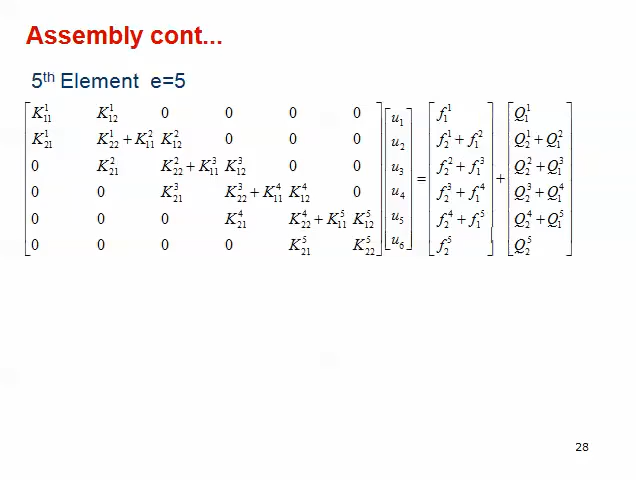 Assembly cont...
5th Element e=5
K¹₁₁ K¹₁₂ 0 0 0 0 u₁ f¹₁ Q¹₁
K¹₂₁ K¹₂₂ + K²₁₁ K²₁₂ 0 0 0 u₂ f¹₂ + f²₁ Q¹₂ + Q²₁
0 K²₂₁ K²₂₂ + K³₁₁ K³₁₂ 0 0 u₃ f²₂ + f³₁ Q²₂ + Q³₁
0 0 K³₂₁ K³₂₂ + K⁴₁₁ K⁴₁₂ 0 u₄ = f³₂ + f⁴₁ + Q³₂ + Q⁴₁
0 0 0 K⁴₂₁ K⁴₂₂ + K⁵₁₁ K⁵₁₂ u₅ f⁴₂ + f⁵₁ Q⁴₂ + Q⁵₁
0 0 0 0 K⁵₂₁ K⁵₂₂ u₆ f⁵₂ Q⁵₂
28